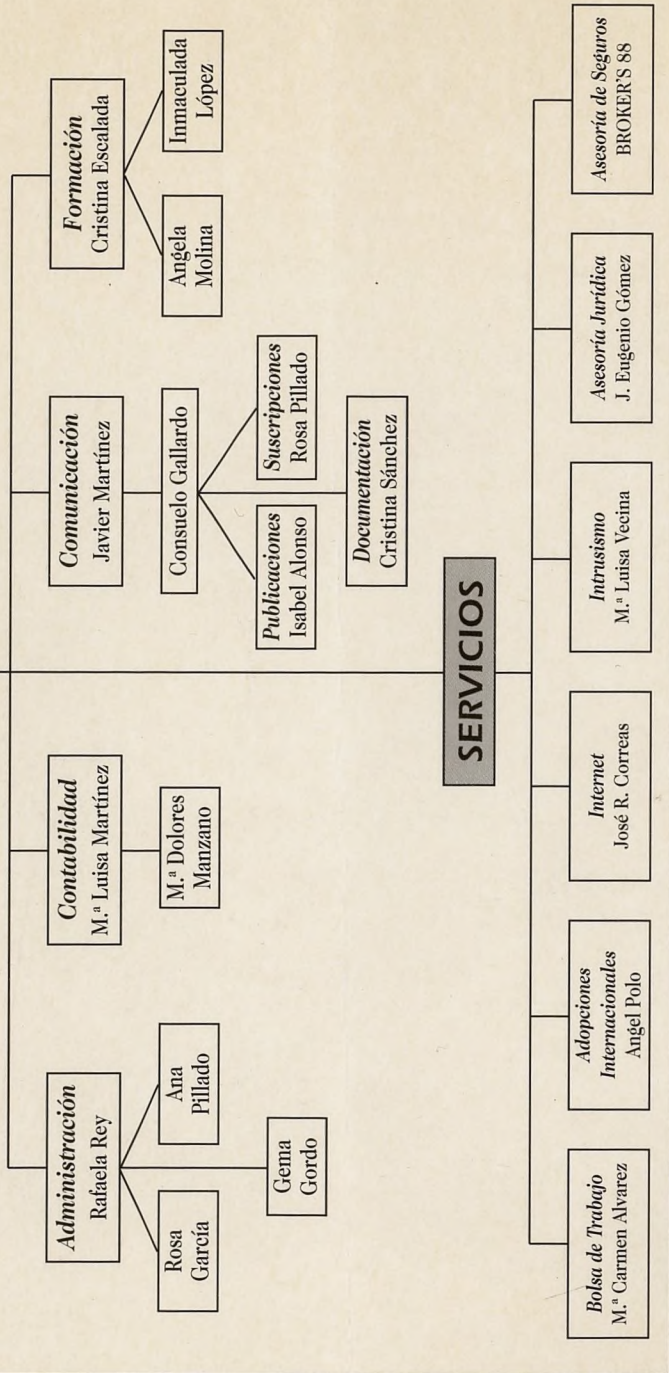 Administración
Rafaela Rey
Rosa
García
Ana
Pillado
Gema
Gordo
Contabilidad
M.ª Luisa Martínez
M.ª Dolores
Manzano
Comunicación
Javier Martínez
Consuelo Gallardo
Publicaciones
Isabel Alonso
Suscripciones
Rosa Pillado
Documentación
Cristina Sánchez
Formación
Cristina Escalada
Angela
Molina
Inmaculada
López
SERVICIOS
Bolsa de Trabajo
M.ª Carmen Alvarez
Adopciones
Internacionales
Angel Polo
Internet
José R. Correas
Intrusismo
M.ª Luisa Vecina
Asesoría Jurídica
J. Eugenio Gómez
Asesoría de Seguros
BROKER'S 88